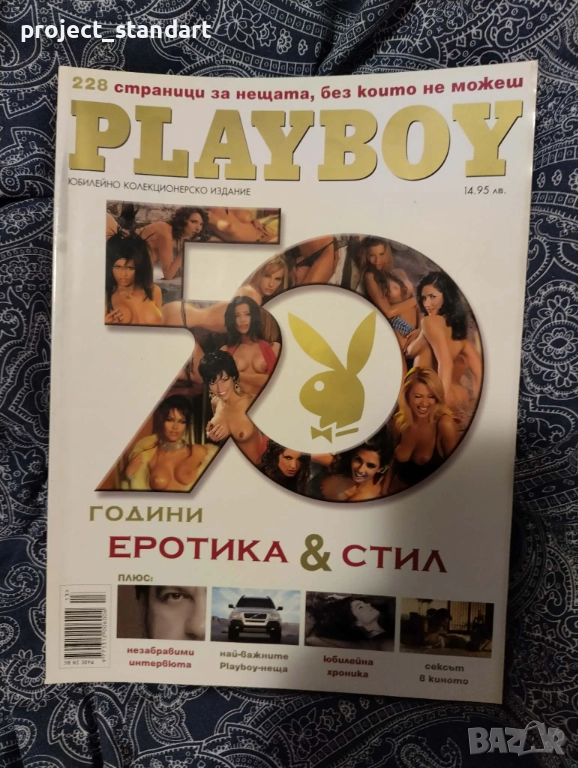 project_standart
228 страници за нещата, без които не можеш
PLAYBOY
ЮБИЛЕЙНО КОЛЕКЦИОНЕРСКО ИЗДАНИЕ
14.95 лв.
50
ГОДИНИ
ЕРОТИКА & СТИЛ
ПЛЮС:
незабравими
интервюта
най-важните
Playboy-неща
юбилейна
хроника
сексът
в киното
BAZAR